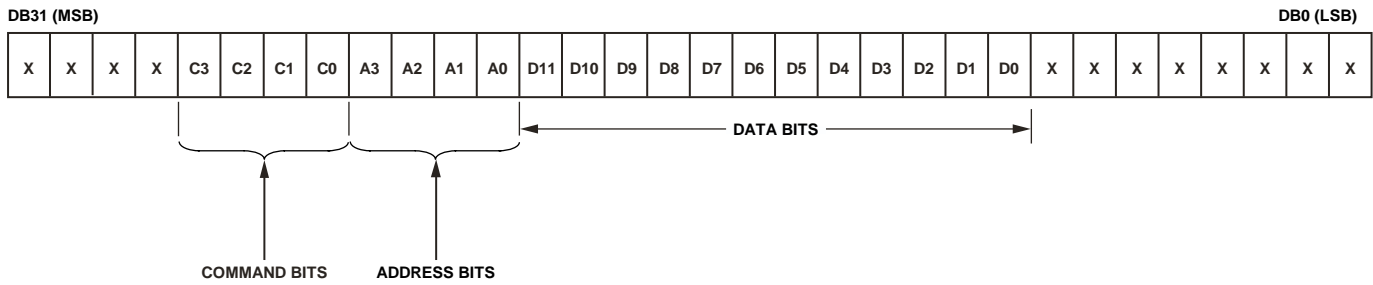 DB31 (MSB) DB0 (LSB)
X X X X C3 C2 C1 C0 A3 A2 A1 A0 D11 D10 D9 D8 D7 D6 D5 D4 D3 D2 D1 D0 X X X X X X X X
DATA BITS
COMMAND BITS ADDRESS BITS